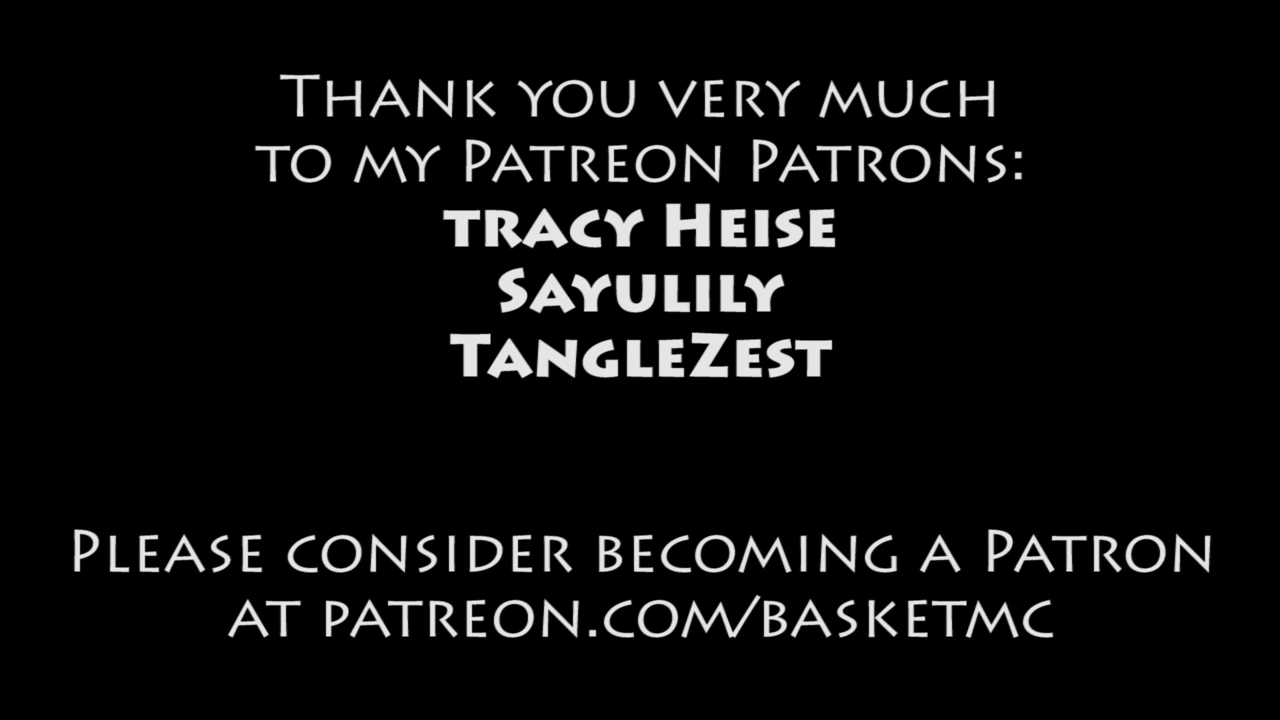 Thank you very much
to my Patreon Patrons:
tracy Heise
Sayulily
TangleZest
Please consider becoming a Patron
at patreon.com/basketmc